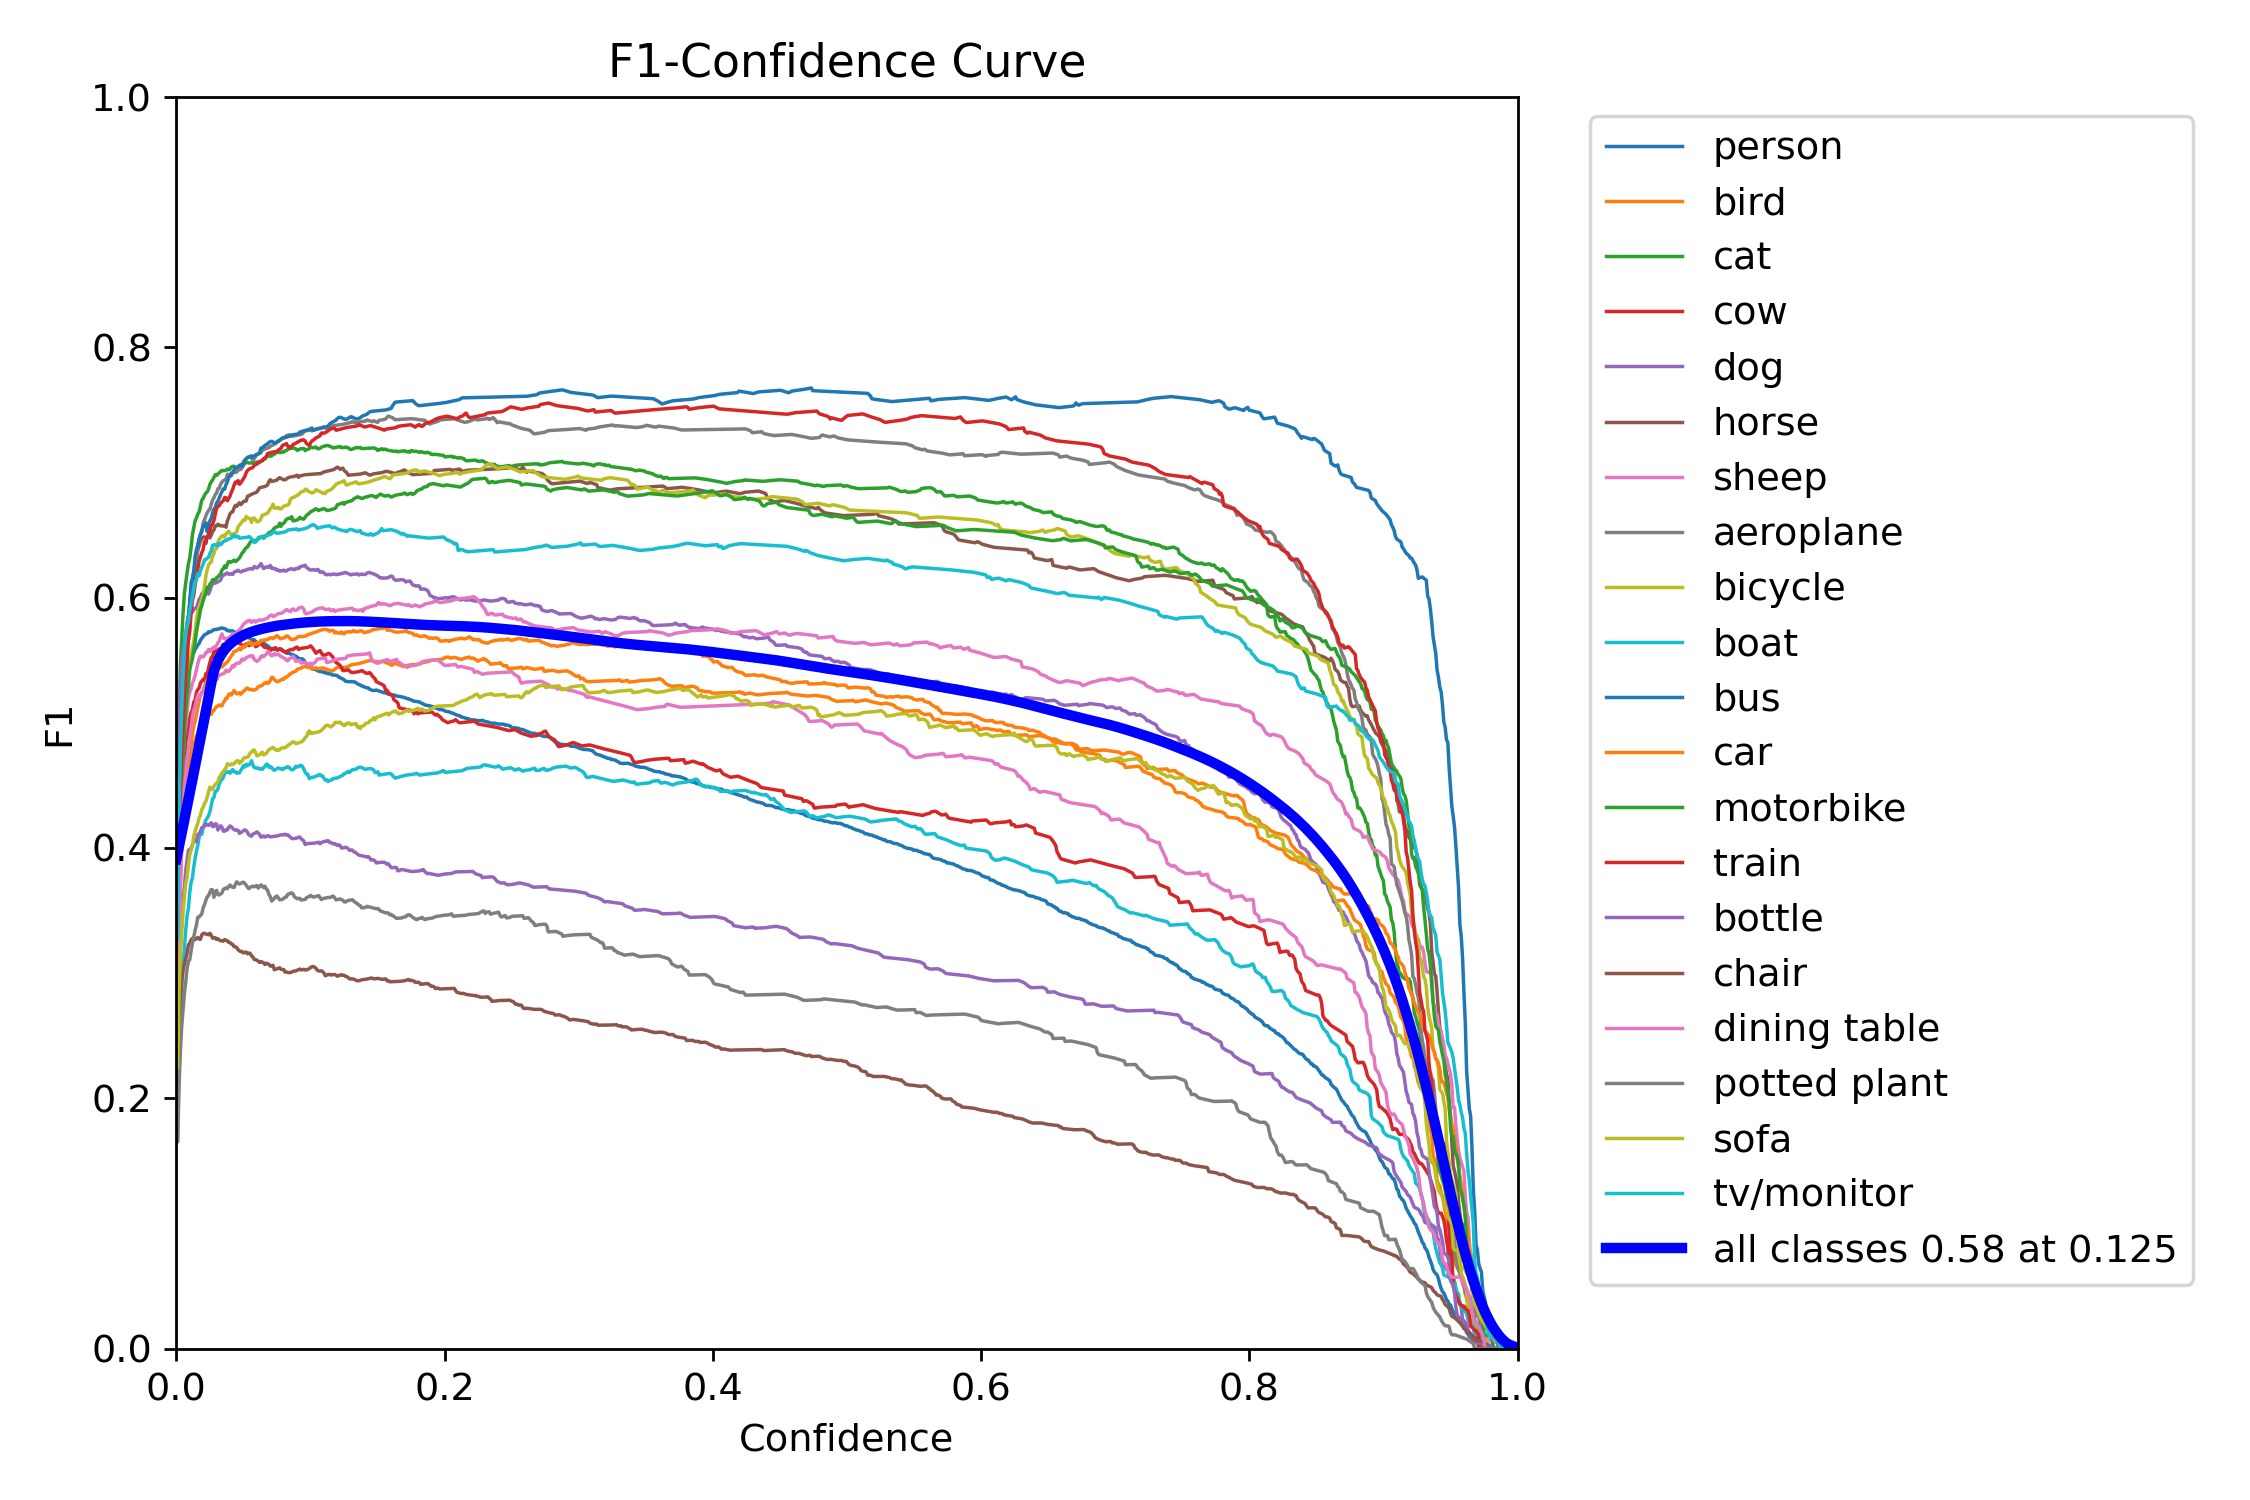 F1-Confidence Curve
1.0
0.8
0.6
0.4
0.2
0.0
F1
0.0 0.2 0.4 0.6 0.8 1.0
Confidence
person
bird
cat
cow
dog
horse
sheep
aeroplane
bicycle
boat
bus
car
motorbike
train
bottle
chair
dining table
potted plant
sofa
tv/monitor
all classes 0.58 at 0.125